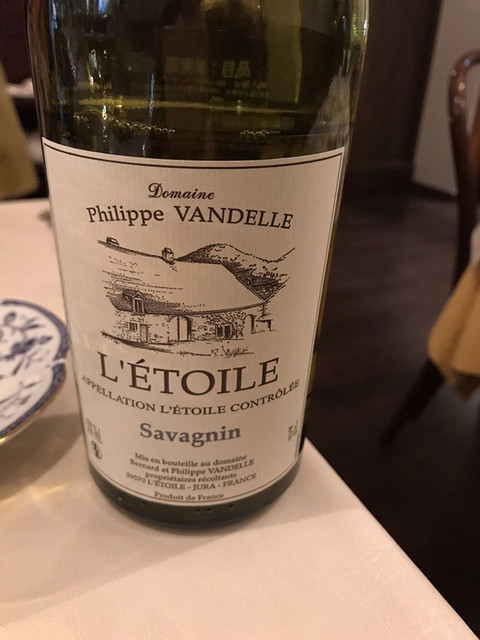 Domaine
Philippe VANDELLE
L'ÉTOILE
APPELLATION L'ÉTOILE CONTRÔLÉE
Savagnin
Mis en bouteille au domaine
Bernard et Philippe VANDELLE
propriétaires récoltants
39570 L'ÉTOILE - JURA - FRANCE
Produit de France